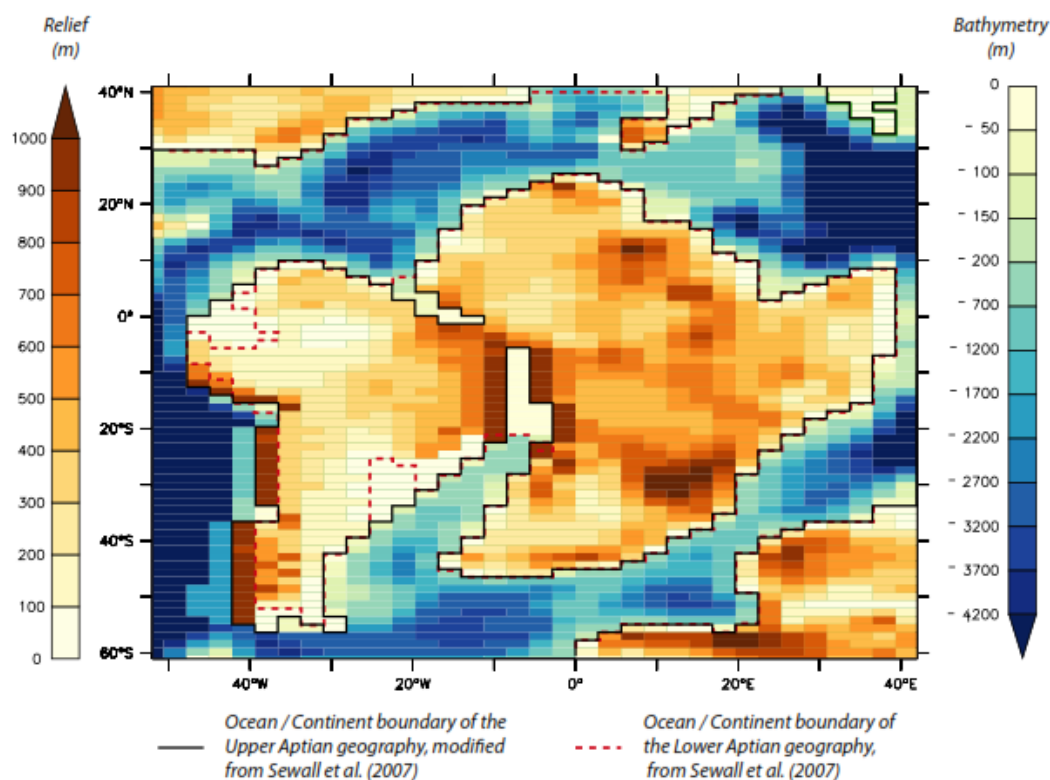 Relief
(m)
Bathymetry
(m)
1000
900
800
700
600
500
400
300
200
100
0
40°N
20°N
0°
20°S
40°S
60°S
40°W
20°W
0°
20°E
40°E
0
- 50
- 100
- 150
- 200
- 700
- 1200
- 1700
- 2200
- 2700
- 3200
- 3700
- 4200
Ocean / Continent boundary of the
Upper Aptian geography, modified
from Sewall et al. (2007)
Ocean / Continent boundary of
the Lower Aptian geography,
from Sewall et al. (2007)